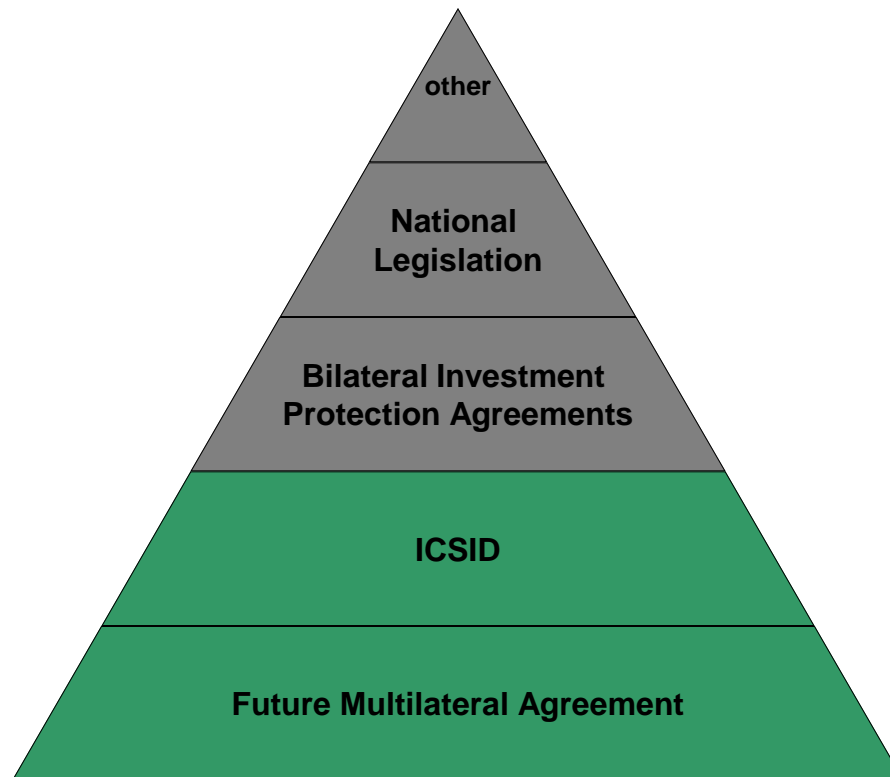 other
National
Legislation
Bilateral Investment
Protection Agreements
ICSID
Future Multilateral Agreement